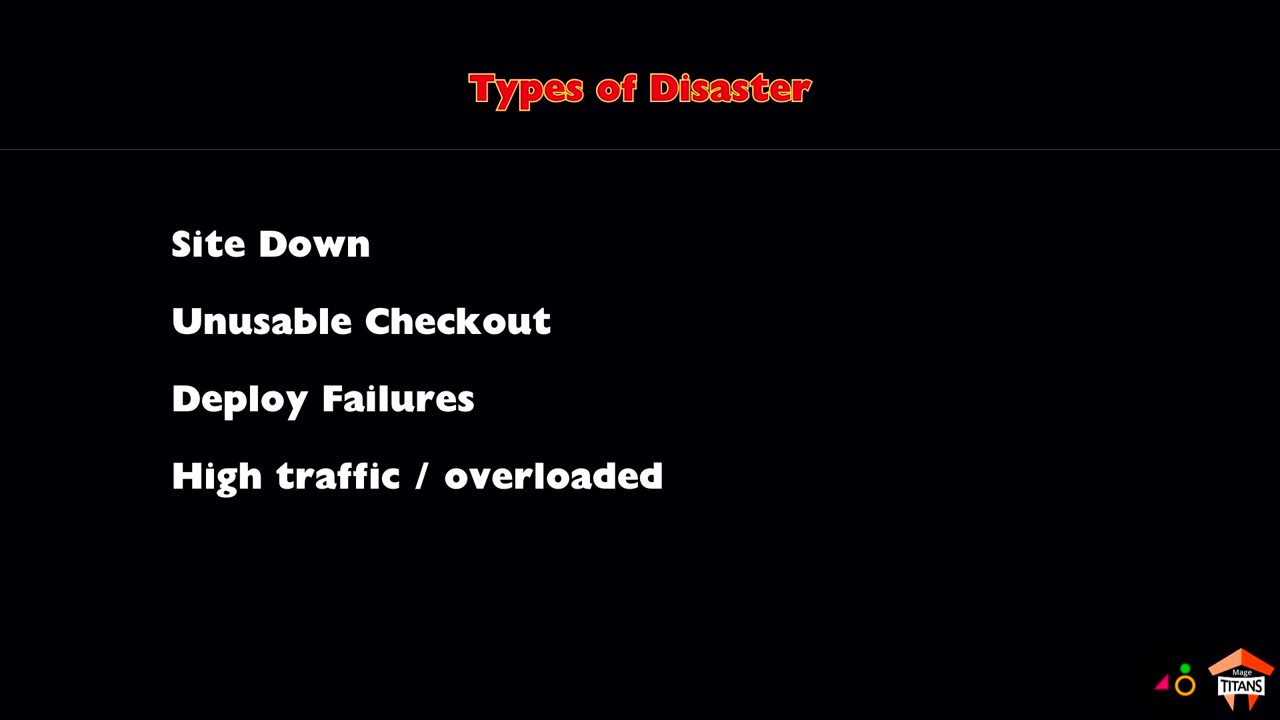 Types of Disaster
Site Down
Unusable Checkout
Deploy Failures
High traffic / overloaded
Mage
TITANS